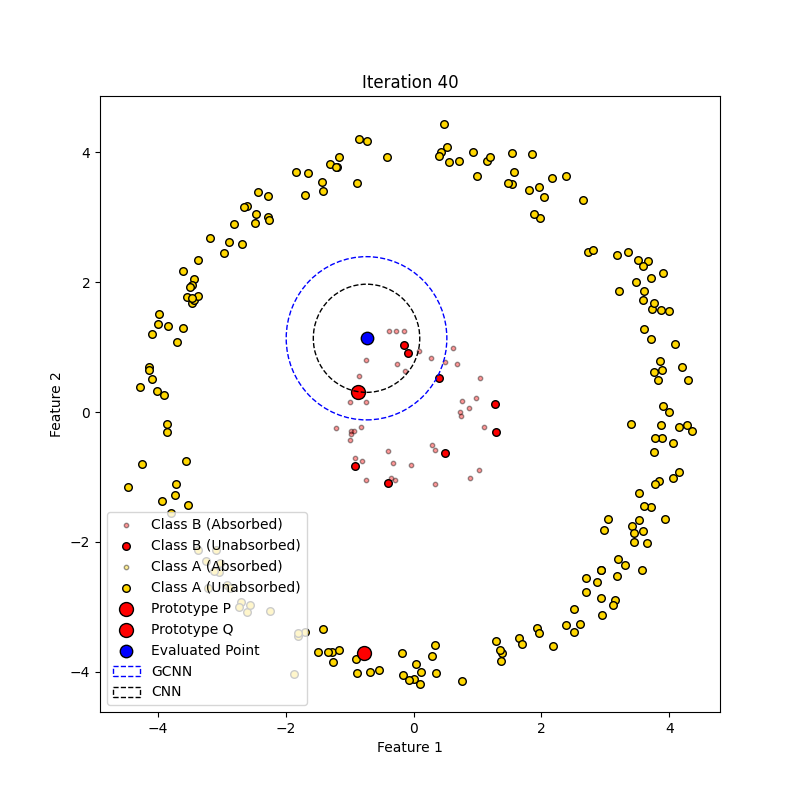 Iteration 40
Feature 2
4
2
0
−2
−4
Class B (Absorbed)
Class B (Unabsorbed)
Class A (Absorbed)
Class A (Unabsorbed)
Prototype P
Prototype Q
Evaluated Point
GCNN
CNN
−4 −2 0 2 4
Feature 1